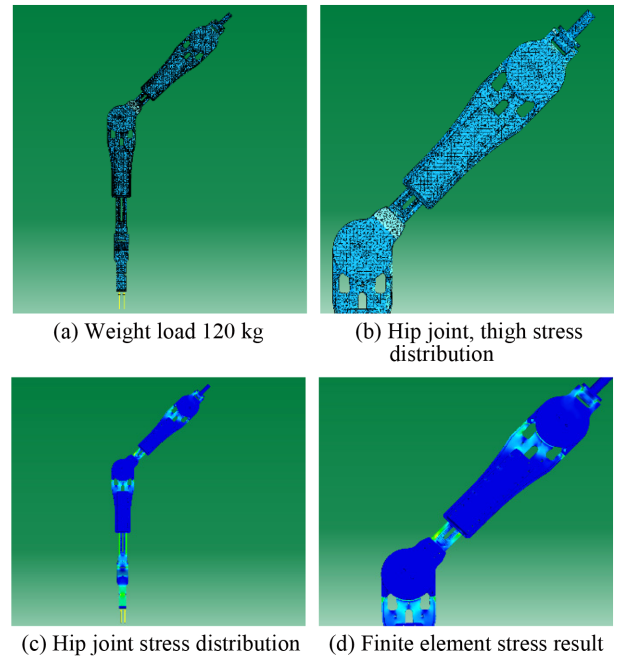 (a) Weight load 120 kg
(b) Hip joint, thigh stress
distribution
(c) Hip joint stress distribution
(d) Finite element stress result